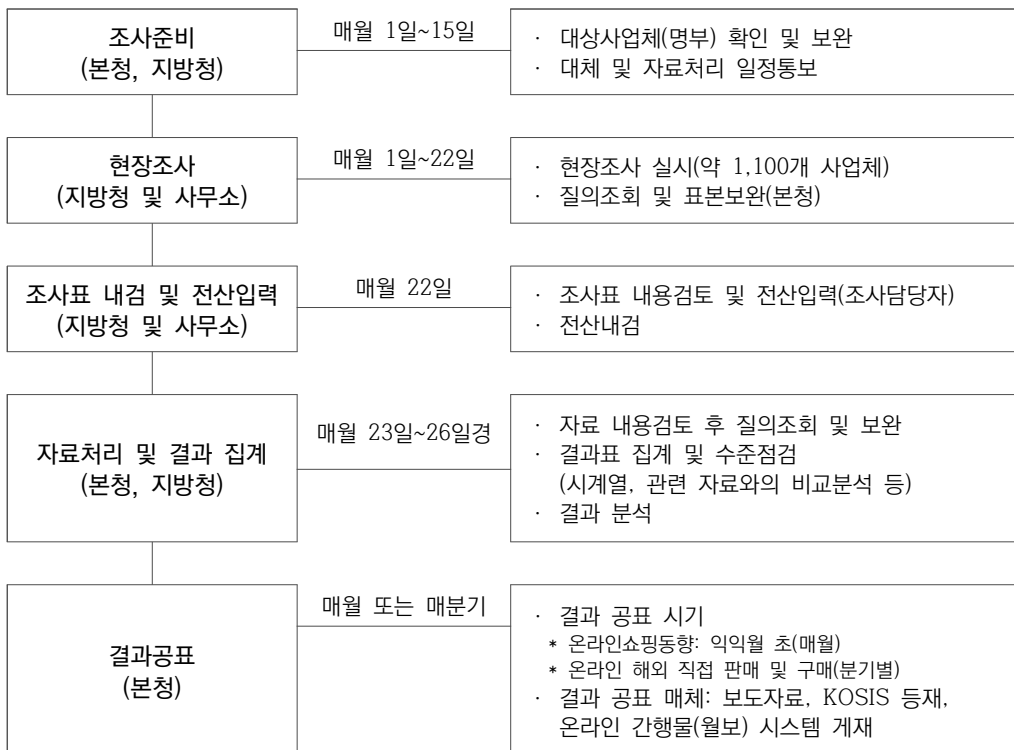 조사준비
(본청, 지방청)
매월 1일~15일
· 대상사업체(명부) 확인 및 보완
· 대체 및 자료처리 일정통보
현장조사
(지방청 및 사무소)
매월 1일~22일
· 현장조사 실시(약 1,100개 사업체)
· 질의조회 및 표본보완(본청)
조사표 내검 및 전산입력
(지방청 및 사무소)
매월 22일
· 조사표 내용검토 및 전산입력(조사담당자)
· 전산내검
자료처리 및 결과 집계
(본청, 지방청)
매월 23일~26일경
· 자료 내용검토 후 질의조회 및 보완
· 결과표 집계 및 수준점검
(시계열, 관련 자료와의 비교분석 등)
· 결과 분석
결과공표
(본청)
매월 또는 매분기
· 결과 공표 시기
* 온라인쇼핑동향: 익익월 초(매월)
* 온라인 해외 직접 판매 및 구매(분기별)
· 결과 공표 매체: 보도자료, KOSIS 등재,
온라인 간행물(월보) 시스템 게재